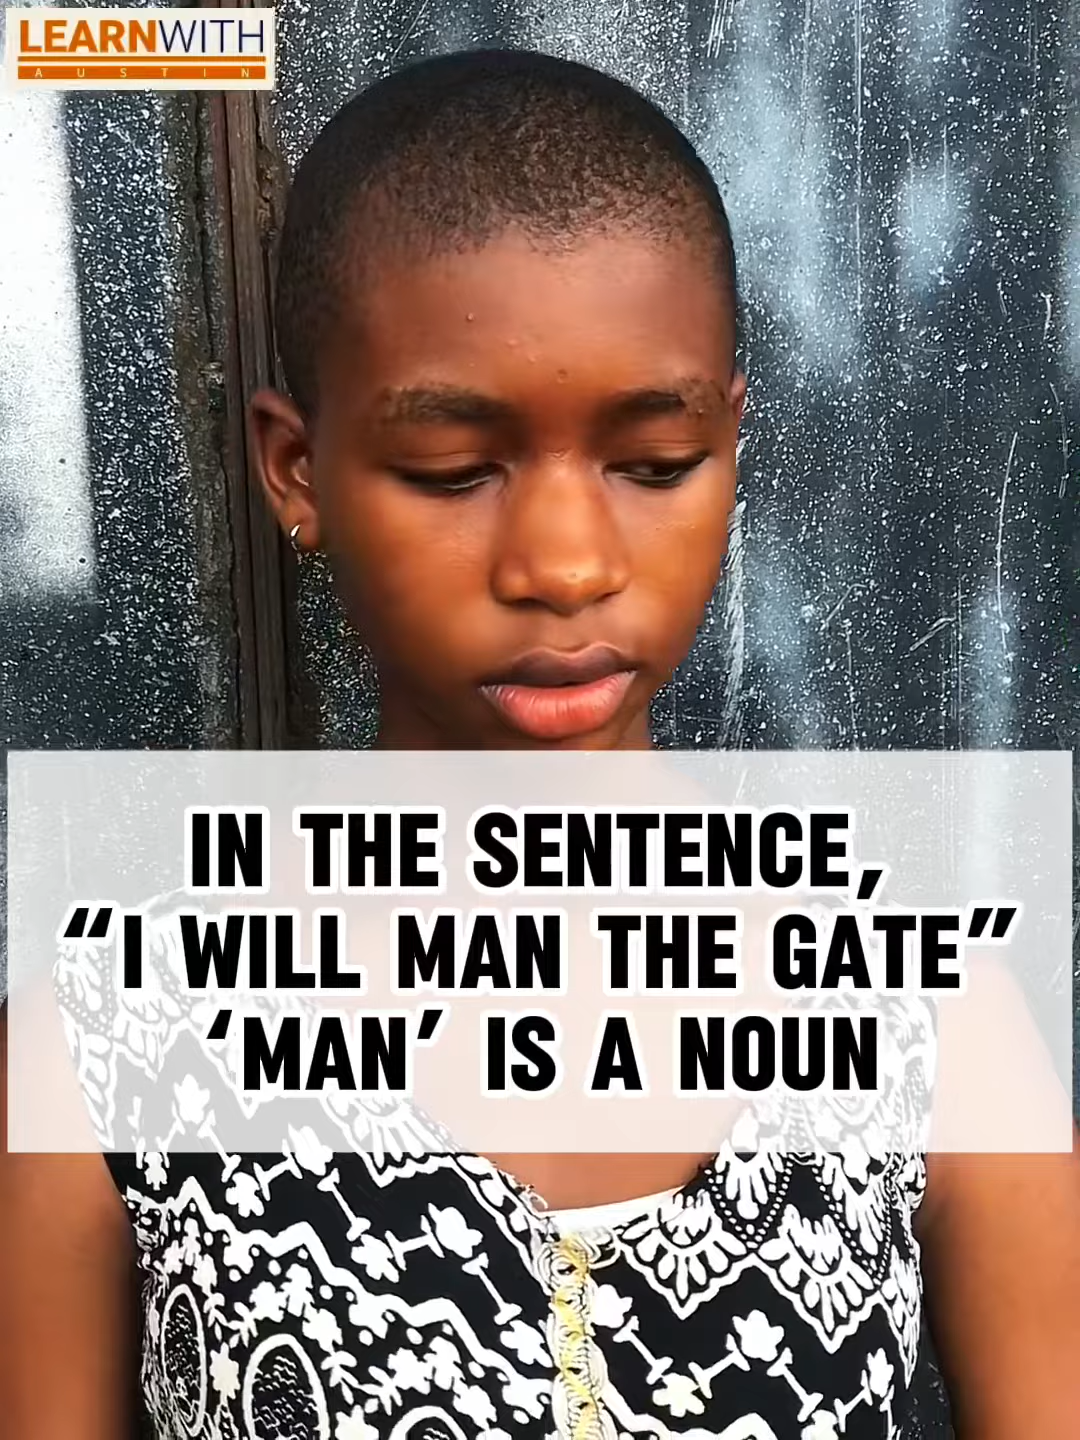 LEARNWITH
AUSTIN
IN THE SENTENCE,
“I WILL MAN THE GATE”
‘MAN’ IS A NOUN